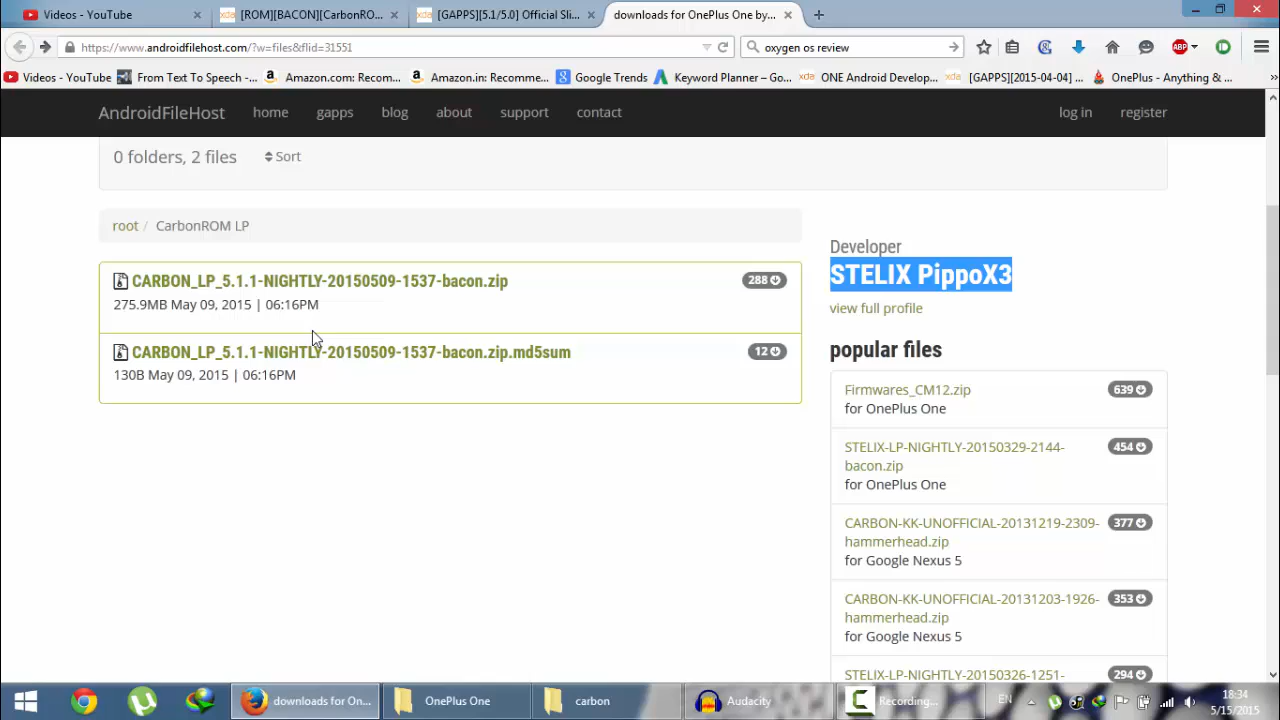 Videos - YouTube
[ROM][BACON][CarbonRO...
[GAPPS][5.1/5.0] Official Sli...
downloads for OnePlus One by...
https://www.androidfilehost.com/?w=files&flid=31551
oxygen os review
ABP
Videos - YouTube
From Text To Speech -...
Amazon.com: Recom...
Amazon.in: Recomme...
Google Trends
Keyword Planner – Go...
ONE Android Develop...
[GAPPS][2015-04-04] ...
OnePlus - Anything & ...
AndroidFileHost
home
gapps
blog
about
support
contact
log in
register
0 folders, 2 files
Sort
root / CarbonROM LP
CARBON_LP_5.1.1-NIGHTLY-20150509-1537-bacon.zip
288
275.9MB May 09, 2015 | 06:16PM
CARBON_LP_5.1.1-NIGHTLY-20150509-1537-bacon.zip.md5sum
12
130B May 09, 2015 | 06:16PM
Developer
STELIX PippoX3
view full profile
popular files
Firmwares_CM12.zip
639
for OnePlus One
STELIX-LP-NIGHTLY-20150329-2144-
bacon.zip
454
for OnePlus One
CARBON-KK-UNOFFICIAL-20131219-2309-
hammerhead.zip
377
for Google Nexus 5
CARBON-KK-UNOFFICIAL-20131203-1926-
hammerhead.zip
353
for Google Nexus 5
STELIX-LP-NIGHTLY-20150326-1251-
294
downloads for On...
OnePlus One
carbon
Audacity
Recording...
EN
18:34
5/15/2015